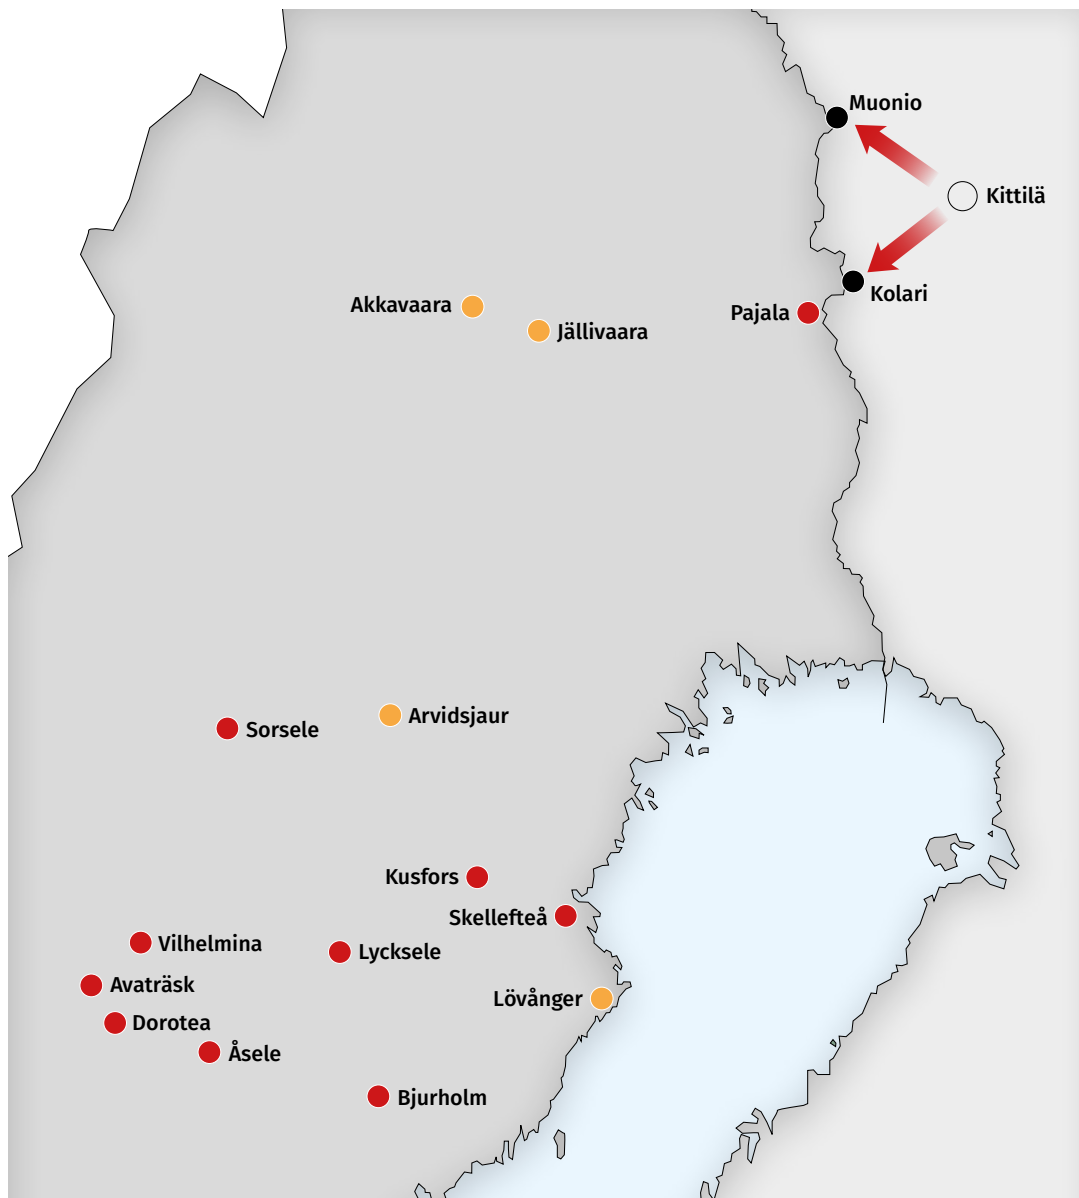 Muonio
Kittilä
Kolari
Akkavaara
Pajala
Jällivaara
Arvidsjaur
Sorsele
Kusfors
Skellefteå
Vilhelmina
Lycksele
Avaträsk
Lövånger
Dorotea
Åsele
Bjurholm